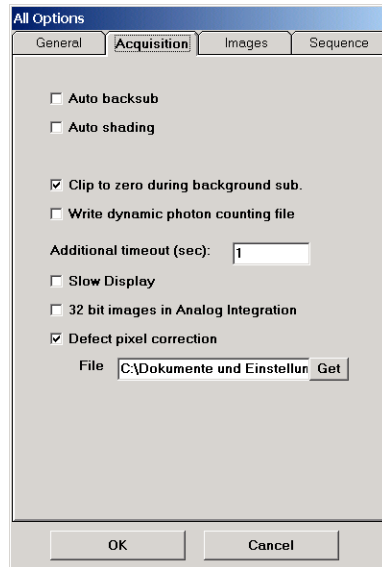 All Options
General Acquisition Images Sequence
Auto backsub
Auto shading
Clip to zero during background sub.
Write dynamic photon counting file
Additional timeout (sec): 1
Slow Display
32 bit images in Analog Integration
Defect pixel correction
File C:\Dokumente und Einstellun Get
OK Cancel